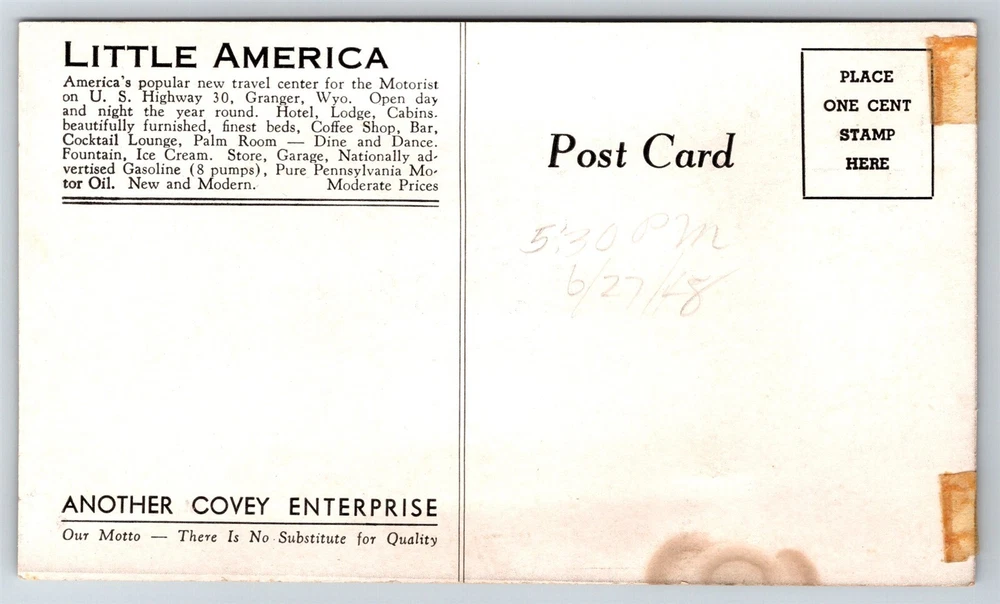 LITTLE AMERICA
America's popular new travel center for the Motorist
on U. S. Highway 30, Granger, Wyo. Open day
and night the year round. Hotel, Lodge, Cabins.
beautifully furnished, finest beds, Coffee Shop, Bar,
Cocktail Lounge, Palm Room — Dine and Dance.
Fountain, Ice Cream. Store, Garage, Nationally ad-
vertised Gasoline (8 pumps), Pure Pennsylvania Mo-
tor Oil. New and Modern. Moderate Prices
ANOTHER COVEY ENTERPRISE
Our Motto — There Is No Substitute for Quality
Post Card
5:30 PM
6/27/48
PLACE
ONE CENT
STAMP
HERE